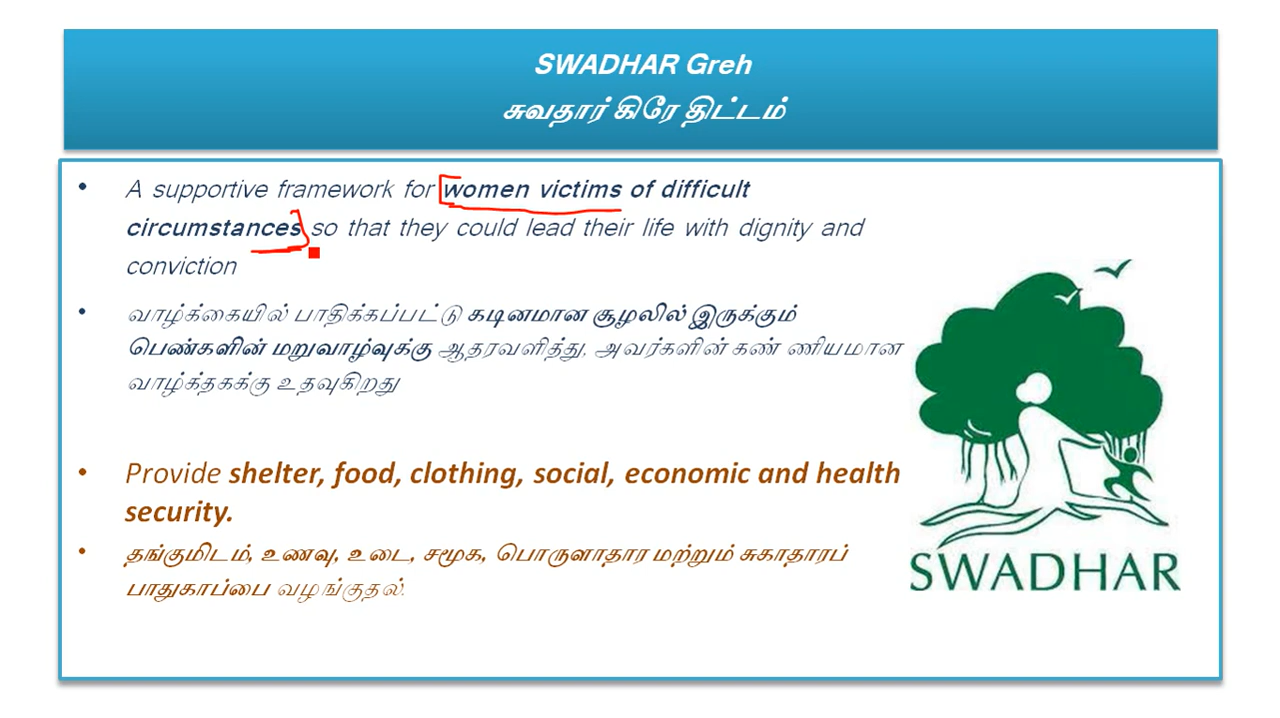 SWADHAR Greh
சுவதார் கிரே திட்டம்
• A supportive framework for women victims of difficult
circumstances so that they could lead their life with dignity and
conviction
• வாழ்க்கையில் பாதிக்கப்பட்டு கடினமான சூழலில் இருக்கும்
பெண்களின் மறுவாழ்வுக்கு ஆதரவளித்து, அவர்களின் கண் ணியமான
வாழ்க்தகக்கு உதவுகிறது
• Provide shelter, food, clothing, social, economic and health
security.
• தங்குமிடம், உணவு, உடை, சமூக, பொருளாதார மற்றும் சுகாதாரப்
பாதுகாப்பை வழங்குதல்.
SWADHAR